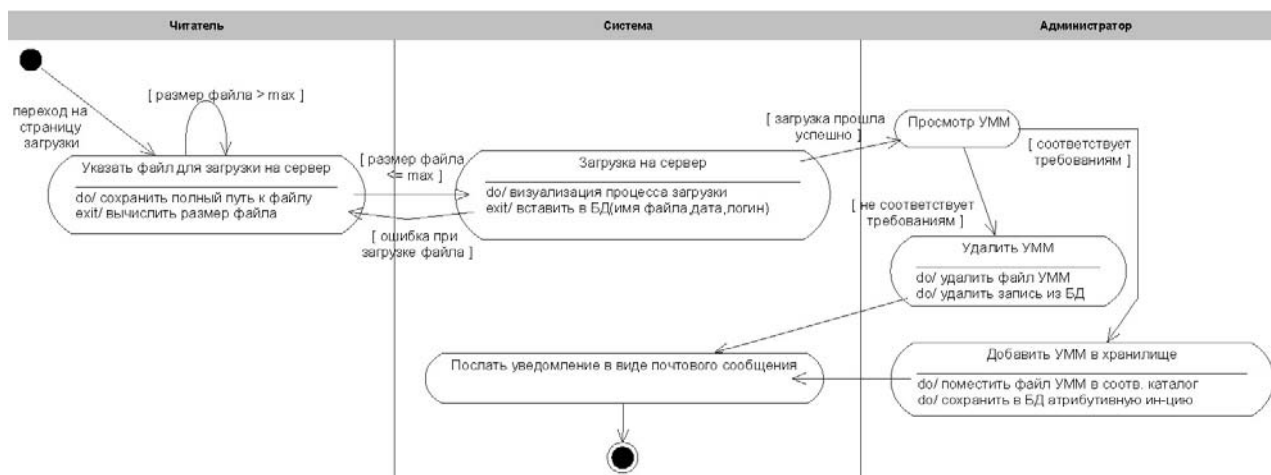 Читатель
Система
Администратор
переход на
страницу
загрузки
[ размер файла > max ]
Указать файл для загрузки на сервер
do/ сохранить полный путь к файлу
exit/ вычислить размер файла
[ размер файла
<= max ]
[ ошибка при
загрузке файла ]
Загрузка на сервер
do/ визуализация процесса загрузки
exit/ вставить в БД(имя файла,дата,логин)
[ загрузка прошла
успешно ]
Просмотр УММ
[ соответствует
требованиям ]
[ не соответствует
требованиям ]
Удалить УММ
do/ удалить файл УММ
do/ удалить запись из БД
Послать уведомление в виде почтового сообщения
Добавить УММ в хранилище
do/ поместить файл УММ в соотв. каталог
do/ сохранить в БД атрибутивную ин-цию